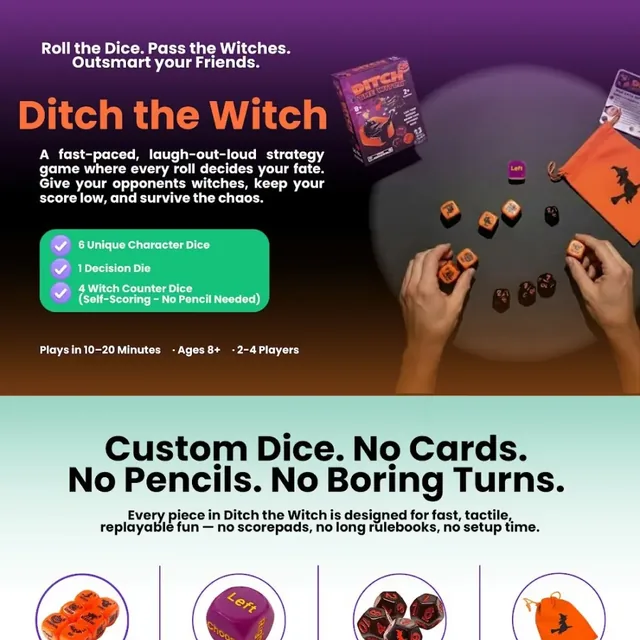 Roll the Dice. Pass the Witches.
Outsmart your Friends.
Ditch the Witch
A fast-paced, laugh-out-loud strategy
game where every roll decides your fate.
Give your opponents witches, keep your
score low, and survive the chaos.
6 Unique Character Dice
1 Decision Die
4 Witch Counter Dice
(Self-Scoring - No Pencil Needed)
Plays in 10–20 Minutes · Ages 8+ · 2-4 Players
DITCH
THE WITCH
Left
Custom Dice. No Cards.
No Pencils. No Boring Turns.
Every piece in Ditch the Witch is designed for fast, tactile,
replayable fun — no scorepads, no long rulebooks, no setup time.
Left